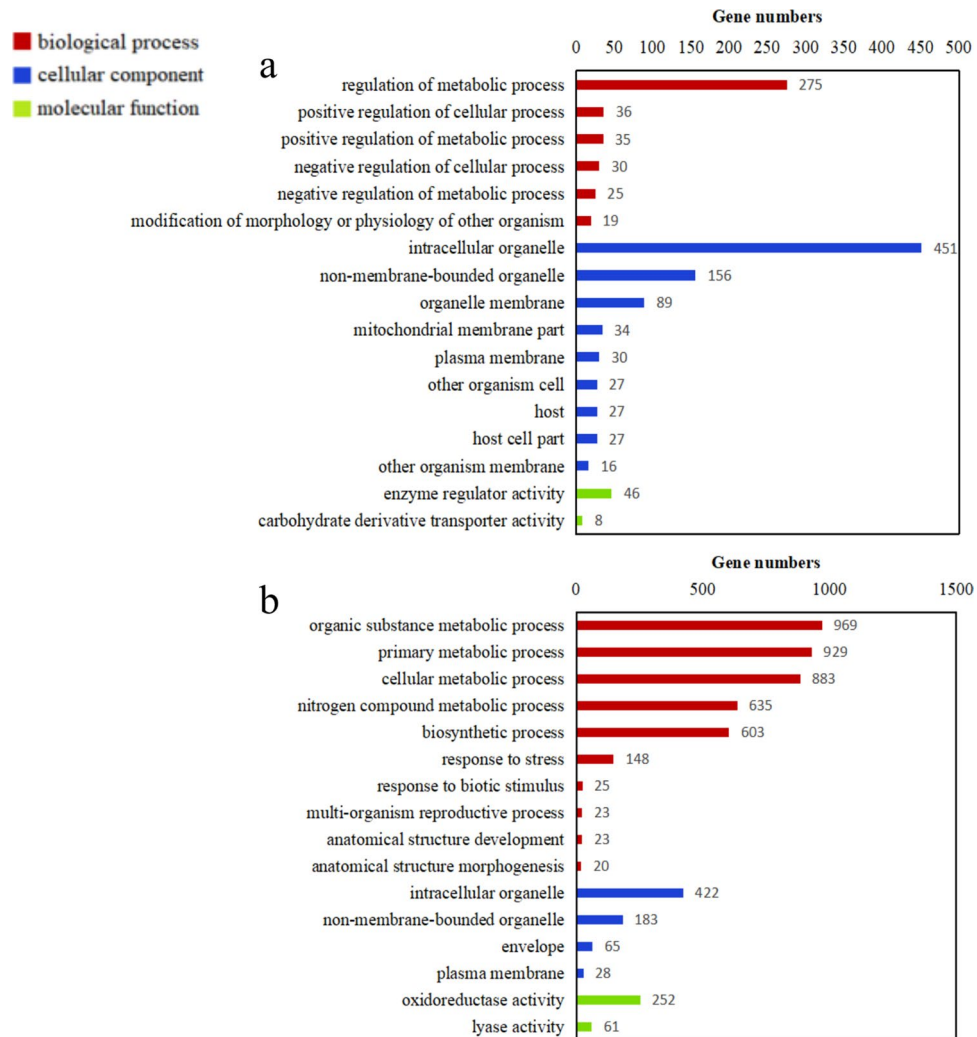 biological process
cellular component
molecular function
a
Gene numbers
0 50 100 150 200 250 300 350 400 450 500
regulation of metabolic process 275
positive regulation of cellular process 36
positive regulation of metabolic process 35
negative regulation of cellular process 30
negative regulation of metabolic process 25
modification of morphology or physiology of other organism 19
intracellular organelle 451
non-membrane-bounded organelle 156
organelle membrane 89
mitochondrial membrane part 34
plasma membrane 30
other organism cell 27
host 27
host cell part 27
other organism membrane 16
enzyme regulator activity 46
carbohydrate derivative transporter activity 8
b
Gene numbers
0 500 1000 1500
organic substance metabolic process 969
primary metabolic process 929
cellular metabolic process 883
nitrogen compound metabolic process 635
biosynthetic process 603
response to stress 148
response to biotic stimulus 25
multi-organism reproductive process 23
anatomical structure development 23
anatomical structure morphogenesis 20
intracellular organelle 422
non-membrane-bounded organelle 183
envelope 65
plasma membrane 28
oxidoreductase activity 252
lyase activity 61